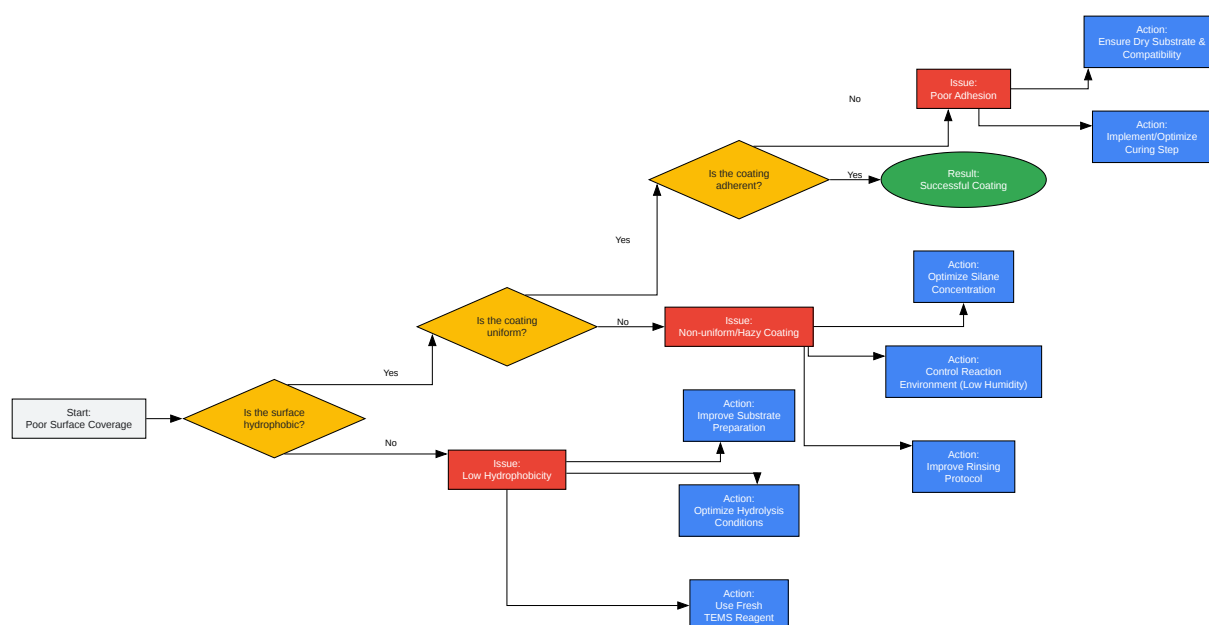 Action:
Ensure Dry Substrate &
Compatibility
Issue:
Poor Adhesion
No
Action:
Implement/Optimize
Curing Step
Is the coating
adherent?
Yes
Result:
Successful Coating
Yes
Action:
Optimize Silane
Concentration
Is the coating
uniform?
No
Issue:
Non-uniform/Hazy Coating
Action:
Control Reaction
Environment (Low Humidity)
Yes
Start:
Poor Surface Coverage
Is the surface
hydrophobic?
Action:
Improve Substrate
Preparation
No
Issue:
Low Hydrophobicity
Action:
Improve Rinsing
Protocol
Action:
Optimize Hydrolysis
Conditions
Action:
Use Fresh
TEMS Reagent